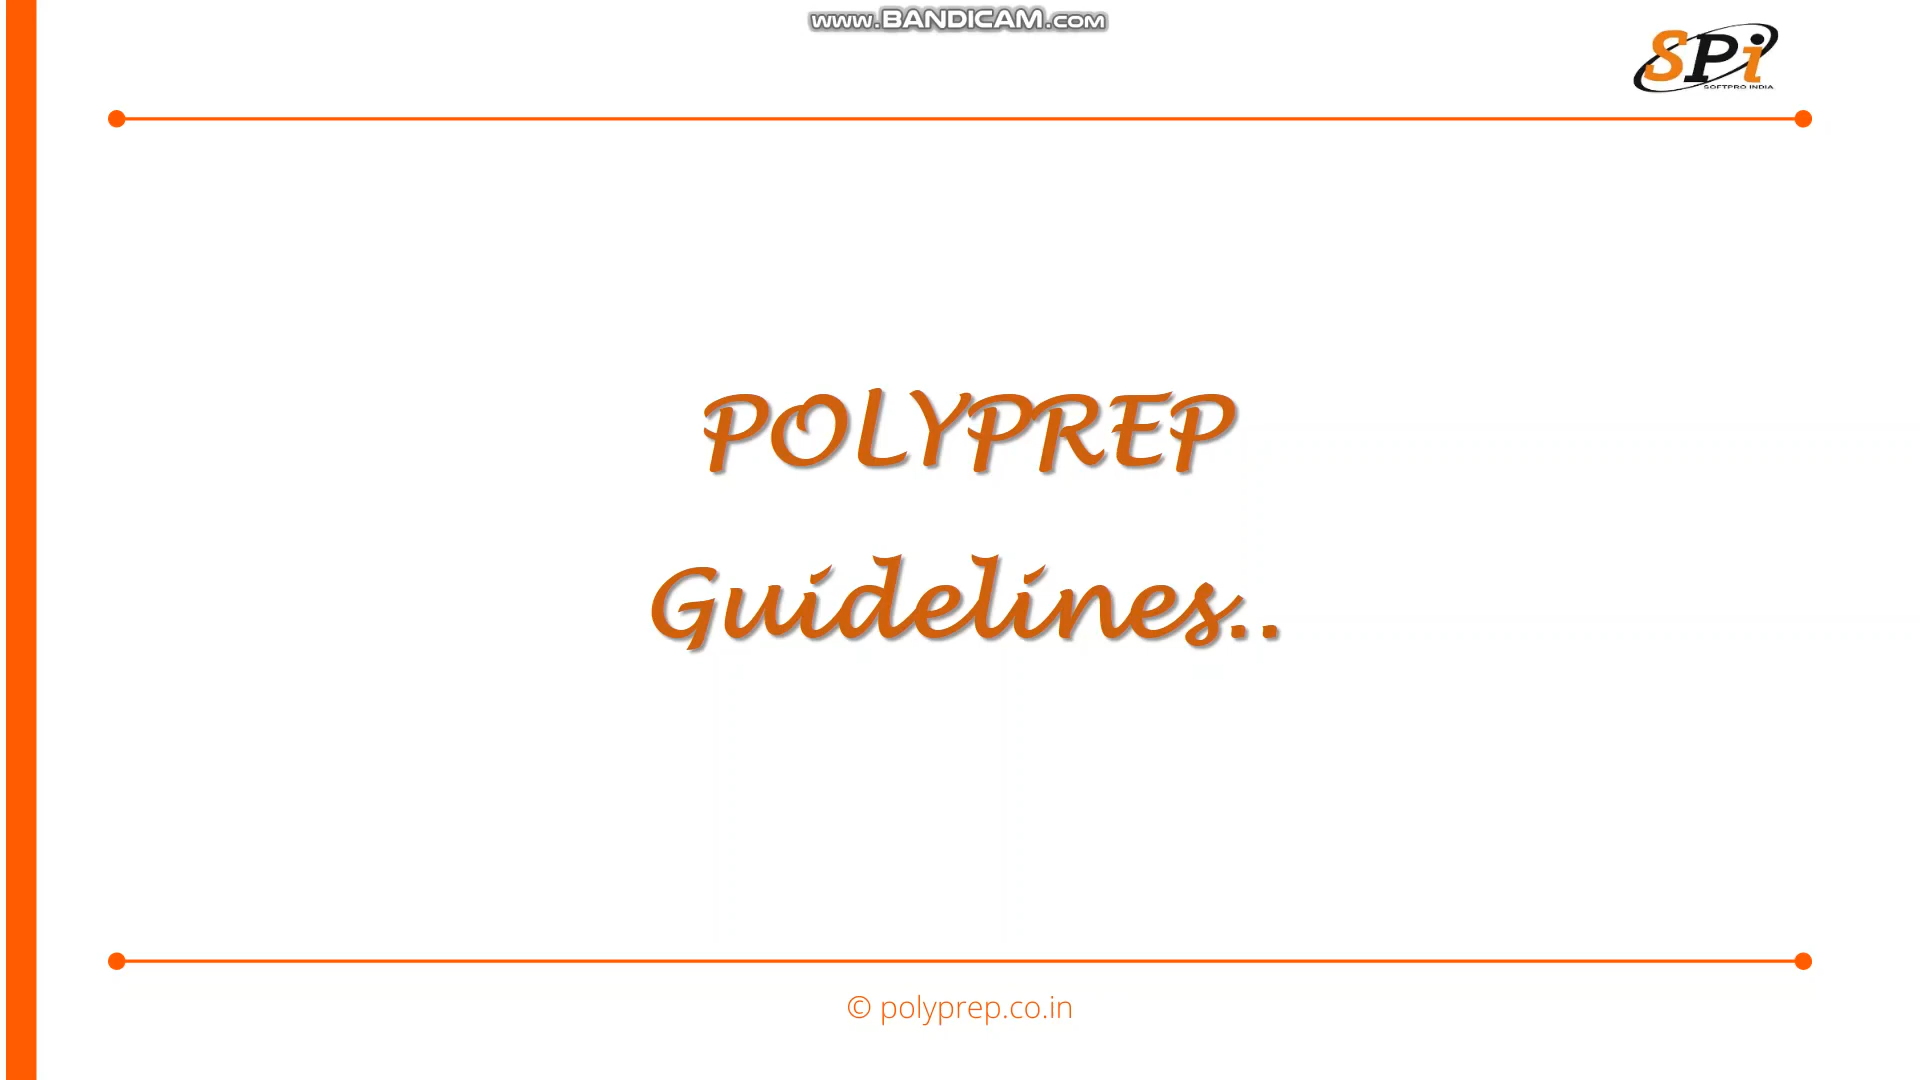 www.BANDICAM.com
SPi
SOFTPRO INDIA
POLYPREP
Guidelines..
© polyprep.co.in